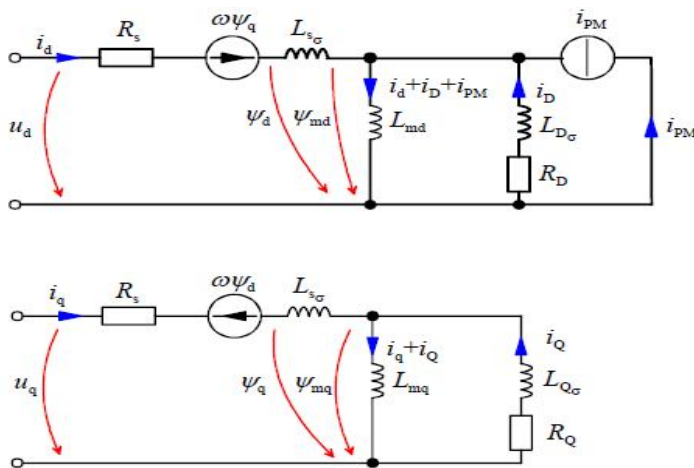 i_d R_s ωψ_q L_sσ i_PM
u_d ψ_d ψ_md i_d+i_D+i_PM L_md i_D L_Dσ R_D i_PM
i_q R_s ωψ_d L_sσ
u_q ψ_q ψ_mq i_q+i_Q L_mq i_Q L_Qσ R_Q